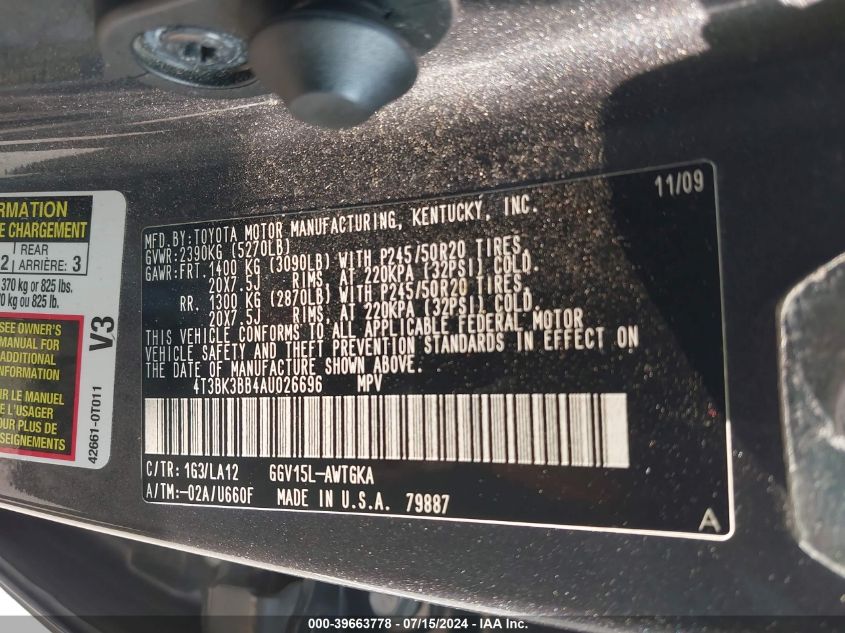 RMATION
E CHARGEMENT
2 REAR ARRIÈRE: 3
370 kg or 825 lbs.
0 kg ou 825 lb.
SEE OWNER'S
MANUAL FOR
ADDITIONAL
INFORMATION
LE MANUEL
L'USAGER
POUR PLUS DE
SEIGNEMENTS
V3
42661-0T011
11/09
MFD.BY:TOYOTA MOTOR MANUFACTURING, KENTUCKY, INC.
GVWR:2390KG (5270LB)
GAWR:FRT.1400 KG (3090LB) WITH P245/50R20 TIRES,
20X7.5J RIMS, AT 220KPA (32PSI) COLD.
RR. 1300 KG (2870LB) WITH P245/50R20 TIRES,
20X7.5J RIMS, AT 220KPA (32PSI) COLD.
THIS VEHICLE CONFORMS TO ALL APPLICABLE FEDERAL MOTOR
VEHICLE SAFETY AND THEFT PREVENTION STANDARDS IN EFFECT ON
THE DATE OF MANUFACTURE SHOWN ABOVE.
4T3BK3BB4AU026696 MPV
C/TR: 1G3/LA12 GGV15L-AWTGKA
A/TM:-02A/U660F MADE IN U.S.A. 79887
A
000-39663778 - 07/15/2024 - IAA Inc.